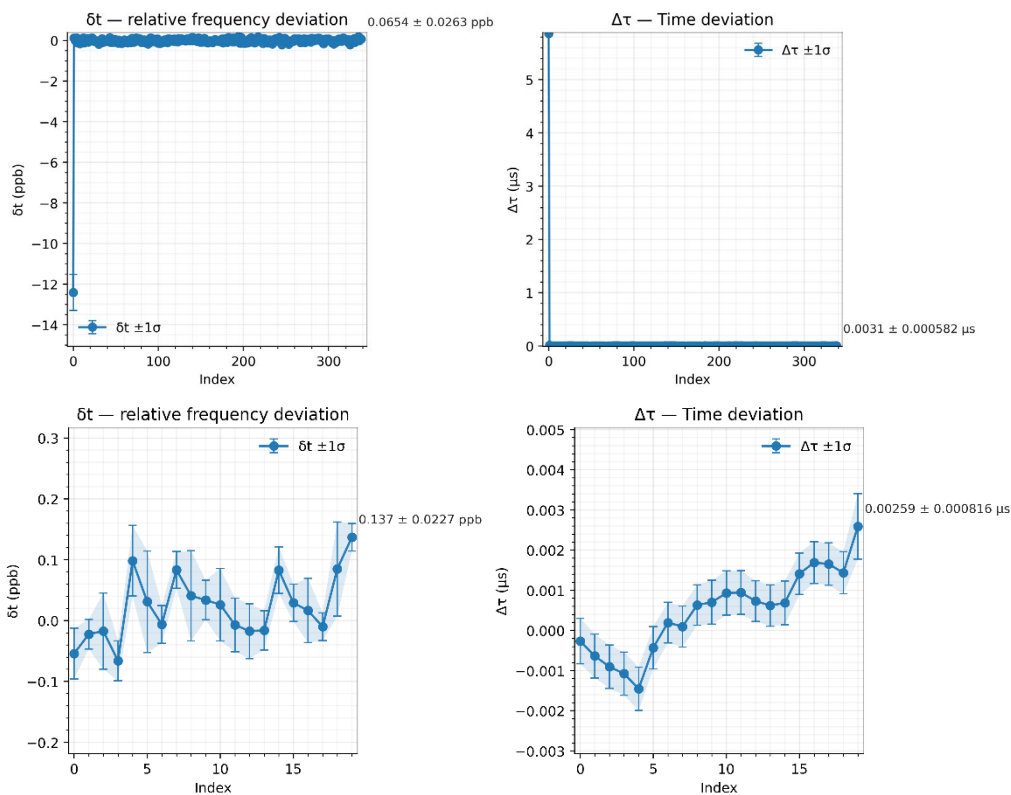 δt — relative frequency deviation
0.0654 ± 0.0263 ppb
δt (ppb)
0
−2
−4
−6
−8
−10
−12
−14
δt ±1σ
0 100 200 300
Index
Δτ — Time deviation
Δτ (μs)
5
4
3
2
1
0
Δτ ±1σ
0.0031 ± 0.000582 μs
0 100 200 300
Index
δt — relative frequency deviation
δt (ppb)
0.3
0.2
0.1
0.0
−0.1
−0.2
δt ±1σ
0.137 ± 0.0227 ppb
0 5 10 15
Index
Δτ — Time deviation
Δτ (μs)
0.005
0.004
0.003
0.002
0.001
0.000
−0.001
−0.002
−0.003
Δτ ±1σ
0.00259 ± 0.000816 μs
0 5 10 15
Index